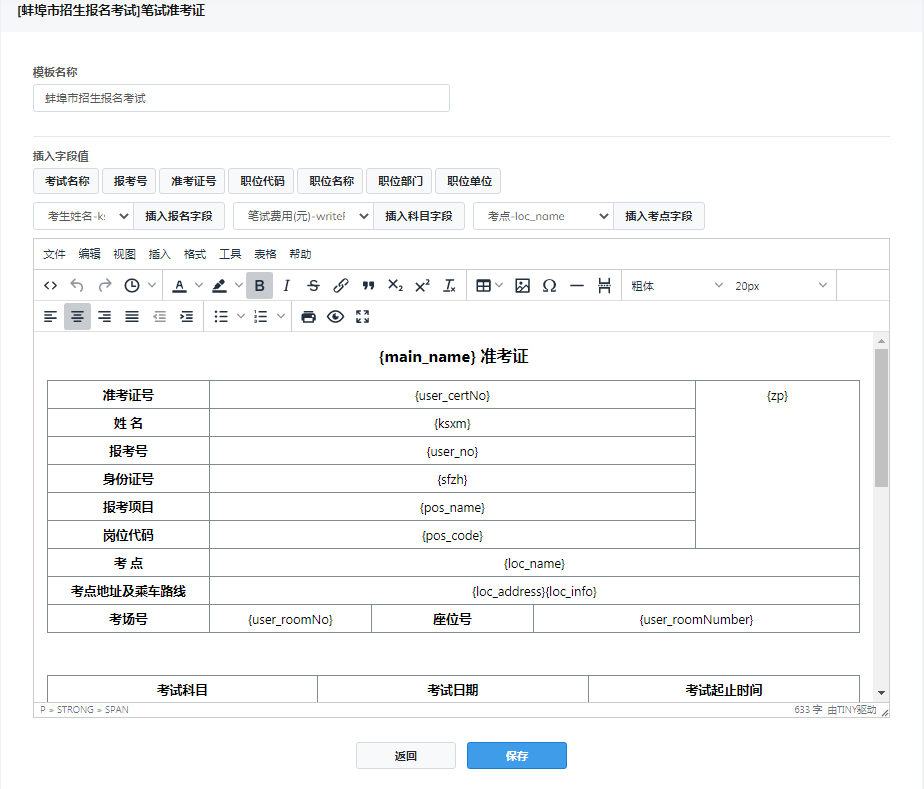 [蚌埠市招生报名考试]笔试准考证
模板名称
蚌埠市招生报名考试
插入字段值
考试名称 报考号 准考证号 职位代码 职位名称 职位部门 职位单位
考生姓名-ks 插入报名字段 笔试费用(元)-writeF 插入科目字段 考点-loc_name 插入考点字段
文件 编辑 视图 插入 格式 工具 表格 帮助
粗体 20px
{main_name} 准考证
准考证号 {user_certNo} {zp}
姓 名 {ksxm}
报考号 {user_no}
身份证号 {sfzh}
报考项目 {pos_name}
岗位代码 {pos_code}
考 点 {loc_name}
考点地址及乘车路线 {loc_address}{loc_info}
考场号 {user_roomNo} 座位号 {user_roomNumber}
考试科目 考试日期 考试起止时间
P » STRONG » SPAN 633 字 由TINY驱动
返回 保存